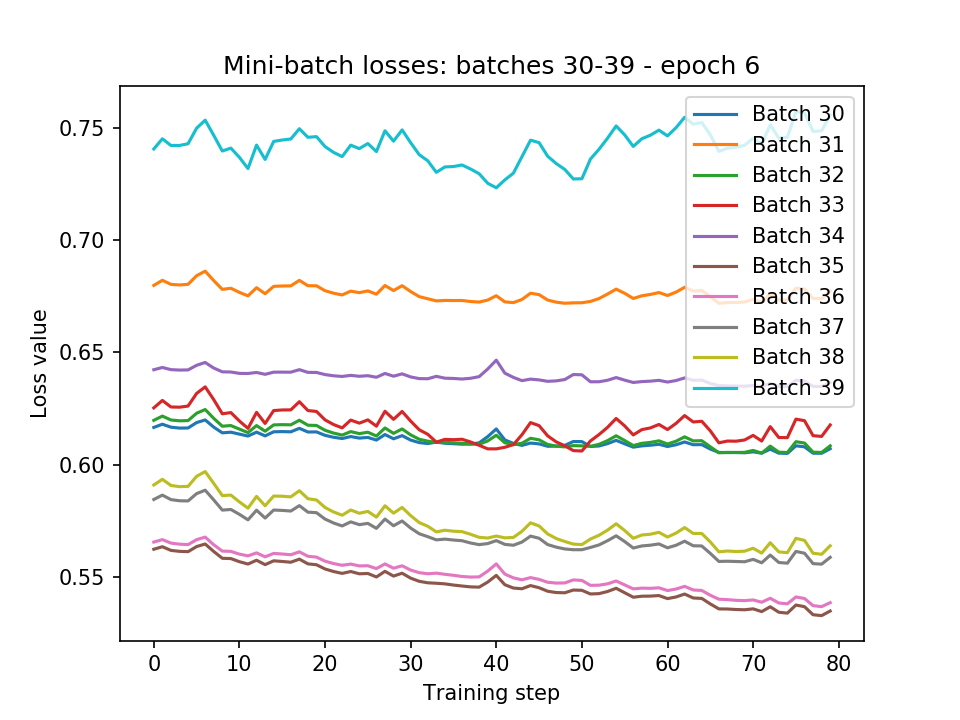 Mini-batch losses: batches 30-39 - epoch 6
Loss value
0.75
0.70
0.65
0.60
0.55
Batch 30
Batch 31
Batch 32
Batch 33
Batch 34
Batch 35
Batch 36
Batch 37
Batch 38
Batch 39
0 10 20 30 40 50 60 70 80
Training step